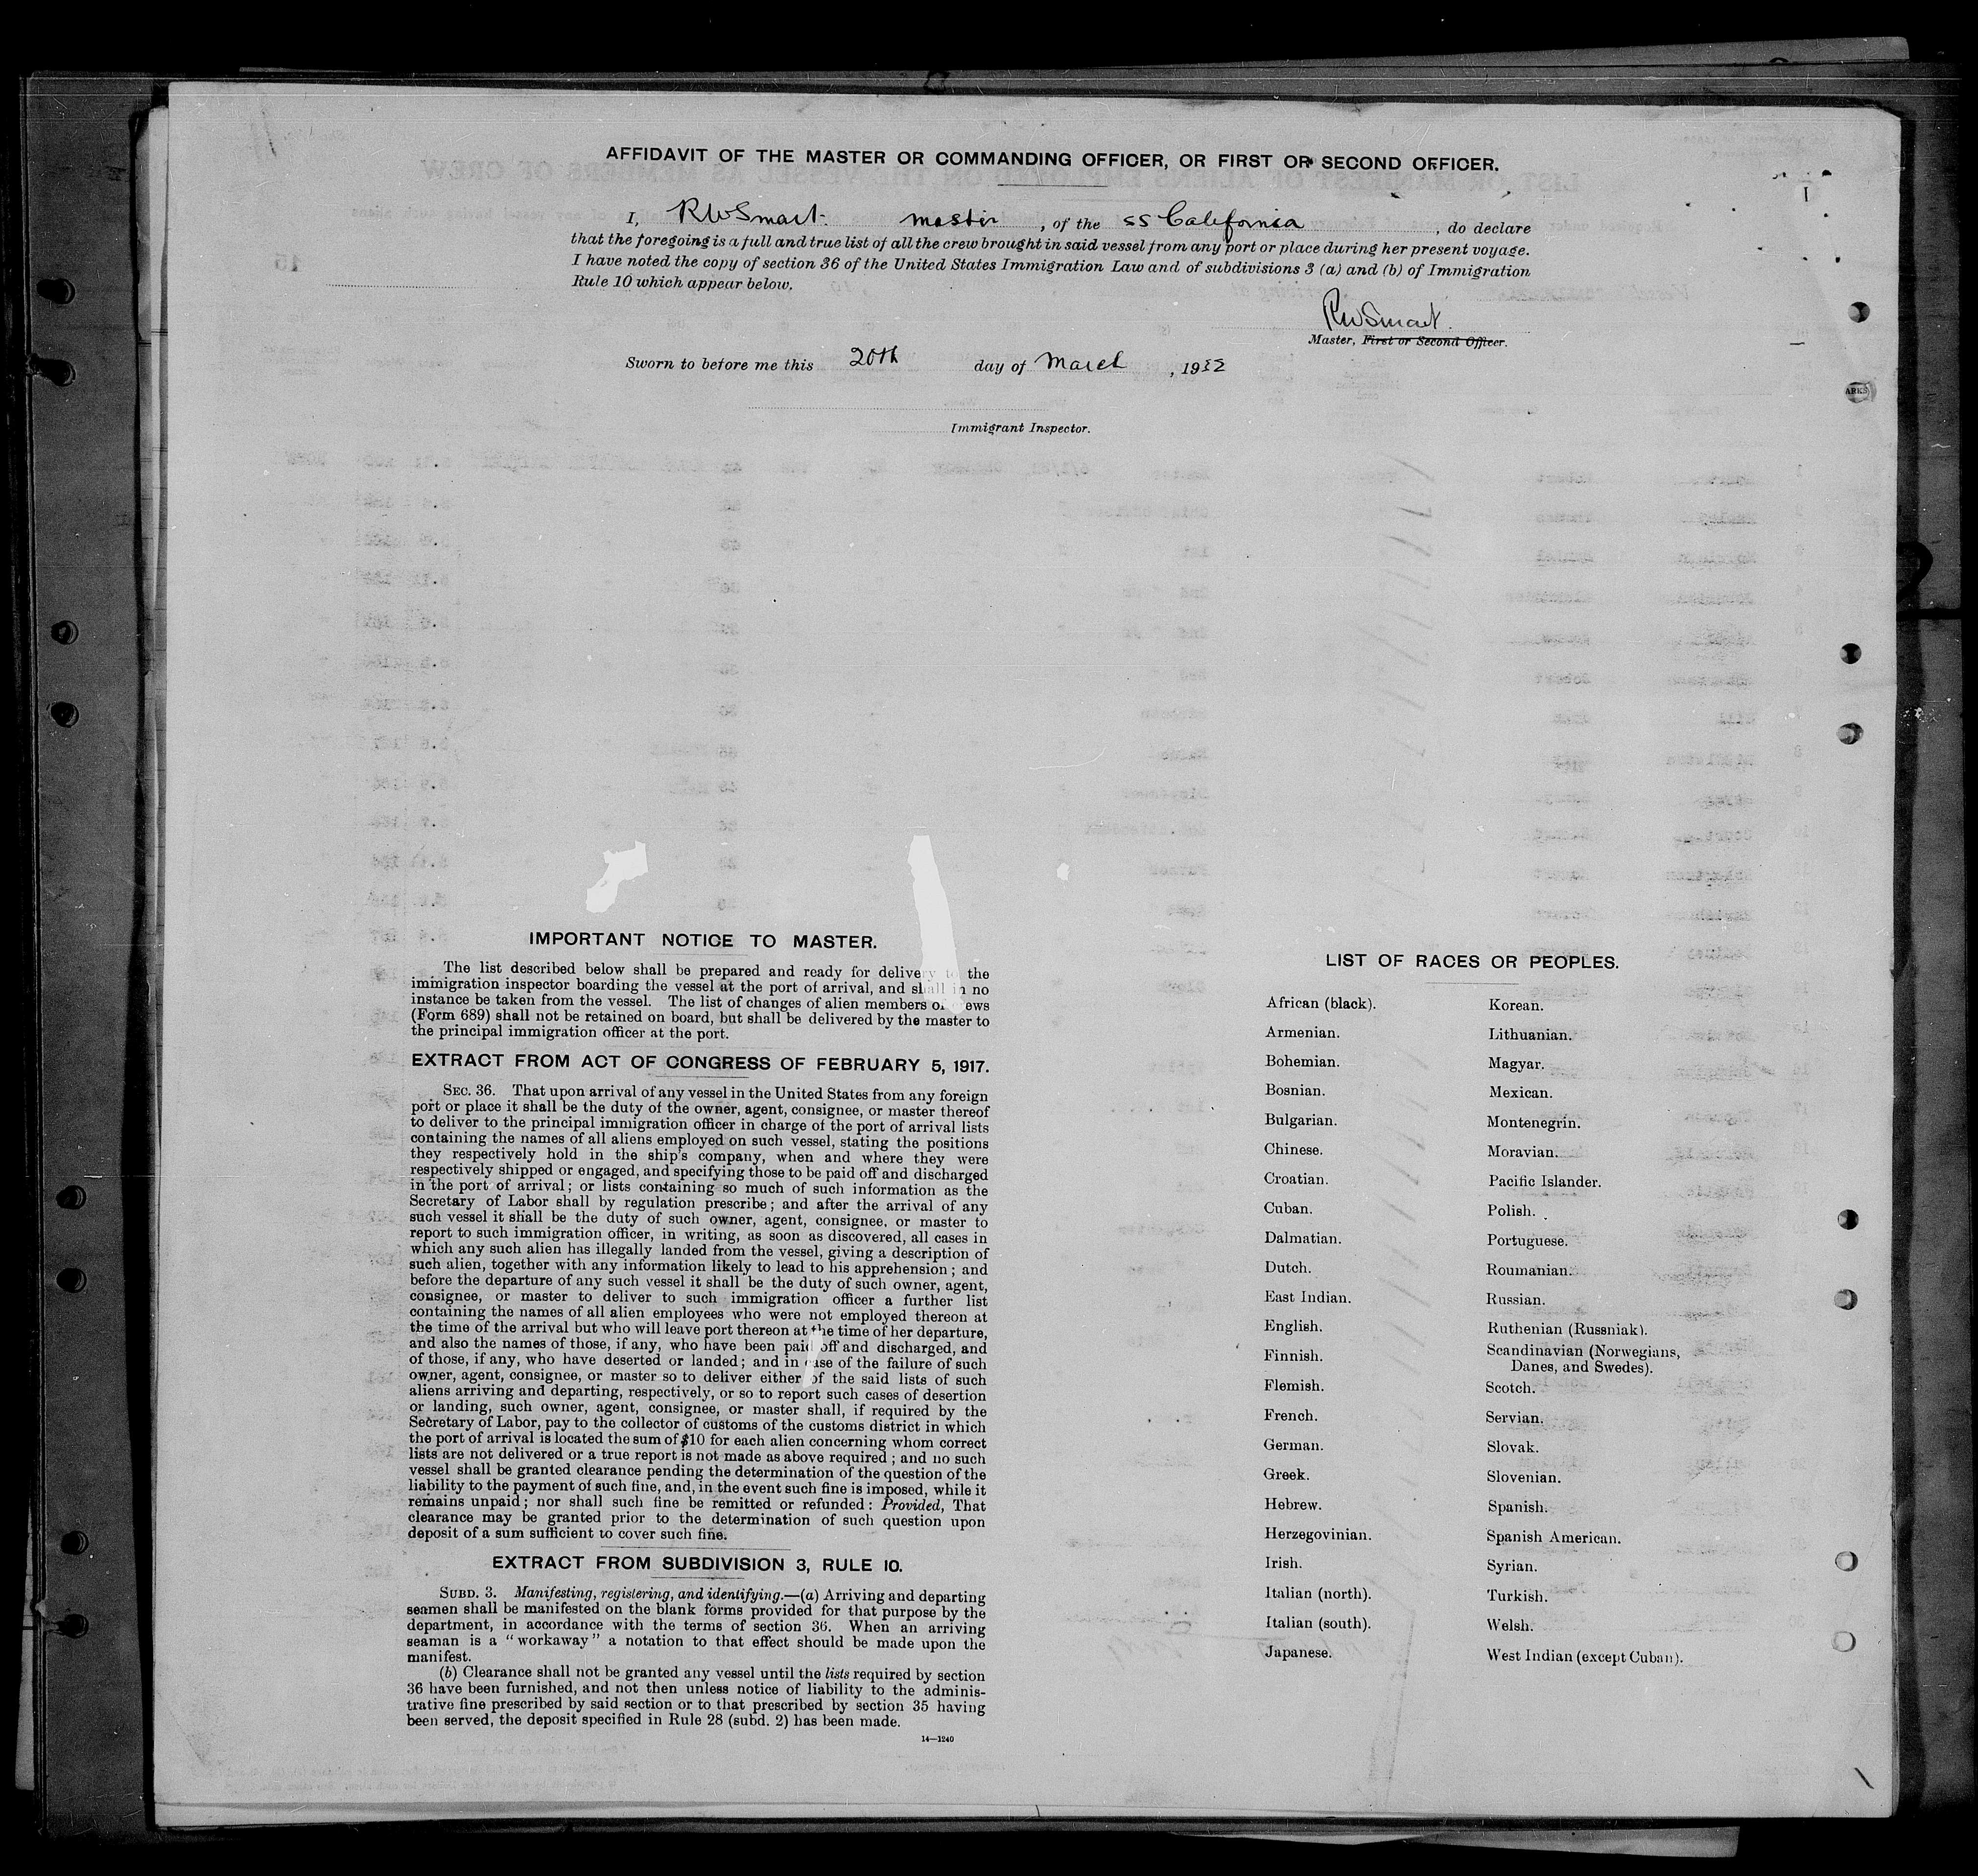 AFFIDAVIT OF THE MASTER OR COMMANDING OFFICER, OR FIRST OR SECOND OFFICER.
I, RWSmart. master, of the SS California, do declare
that the foregoing is a full and true list of all the crew brought in said vessel from any port or place during her present voyage.
I have noted the copy of section 36 of the United States Immigration Law and of subdivisions 3 (a) and (b) of Immigration
Rule 10 which appear below.
RWSmart.
Master, First or Second Officer.
Sworn to before me this 20th day of March, 1932
Immigrant Inspector.
IMPORTANT NOTICE TO MASTER.
The list described below shall be prepared and ready for delivery to the
immigration inspector boarding the vessel at the port of arrival, and shall in no
instance be taken from the vessel. The list of changes of alien members of
(Form 689) shall not be retained on board, but shall be delivered by the master to
the principal immigration officer at the port.
EXTRACT FROM ACT OF CONGRESS OF FEBRUARY 5, 1917.
SEC. 36. That upon arrival of any vessel in the United States from any foreign
port or place it shall be the duty of the owner, agent, consignee, or master thereof
to deliver to the principal immigration officer in charge of the port of arrival lists
containing the names of all aliens employed on such vessel, stating the positions
they respectively hold in the ship's company, when and where they were
respectively shipped or engaged, and specifying those to be paid off and discharged
in the port of arrival; or lists containing so much of such information as the
Secretary of Labor shall by regulation prescribe; and after the arrival of any
such vessel it shall be the duty of such owner, agent, consignee, or master to
report to such immigration officer, in writing, as soon as discovered, all cases in
which any such alien has illegally landed from the vessel, giving a description of
such alien, together with any information likely to lead to his apprehension; and
before the departure of any such vessel it shall be the duty of such owner, agent,
consignee, or master to deliver to such immigration officer a further list
containing the names of all alien employees who were not employed thereon at
the time of the arrival but who will leave port thereon at the time of her departure,
and also the names of those, if any, who have been paid off and discharged, and
of those, if any, who have deserted or landed; and in case of the failure of such
owner, agent, consignee, or master so to deliver either of the said lists of such
aliens arriving and departing, respectively, or so to report such cases of desertion
or landing, such owner, agent, consignee, or master shall, if required by the
Secretary of Labor, pay to the collector of customs of the customs district in which
the port of arrival is located the sum of $10 for each alien concerning whom correct
lists are not delivered or a true report is not made as above required; and no such
vessel shall be granted clearance pending the determination of the question of the
liability to the payment of such fine, and, in the event such fine is imposed, while it
remains unpaid; nor shall such fine be remitted or refunded: Provided, That
clearance may be granted prior to the determination of such question upon
deposit of a sum sufficient to cover such fine.
EXTRACT FROM SUBDIVISION 3, RULE 10.
SUBD. 3. Manifesting, registering, and identifying.—(a) Arriving and departing
seamen shall be manifested on the blank forms provided for that purpose by the
department, in accordance with the terms of section 36. When an arriving
seaman is a "workaway" a notation to that effect should be made upon the
manifest.
(b) Clearance shall not be granted any vessel until the lists required by section
36 have been furnished, and not then unless notice of liability to the adminis-
trative fine prescribed by said section or to that prescribed by section 35 having
been served, the deposit specified in Rule 28 (subd. 2) has been made.
14—1240
LIST OF RACES OR PEOPLES.
African (black).
Armenian.
Bohemian.
Bosnian.
Bulgarian.
Chinese.
Croatian.
Cuban.
Dalmatian.
Dutch.
East Indian.
English.
Finnish.
Flemish.
French.
German.
Greek.
Hebrew.
Herzegovinian.
Irish.
Italian (north).
Italian (south).
Japanese.
Korean.
Lithuanian.
Magyar.
Mexican.
Montenegrin.
Moravian.
Pacific Islander.
Polish.
Portuguese.
Roumanian.
Russian.
Ruthenian (Russniak).
Scandinavian (Norwegians,
Danes, and Swedes).
Scotch.
Servian.
Slovak.
Slovenian.
Spanish.
Spanish American.
Syrian.
Turkish.
Welsh.
West Indian (except Cuban).